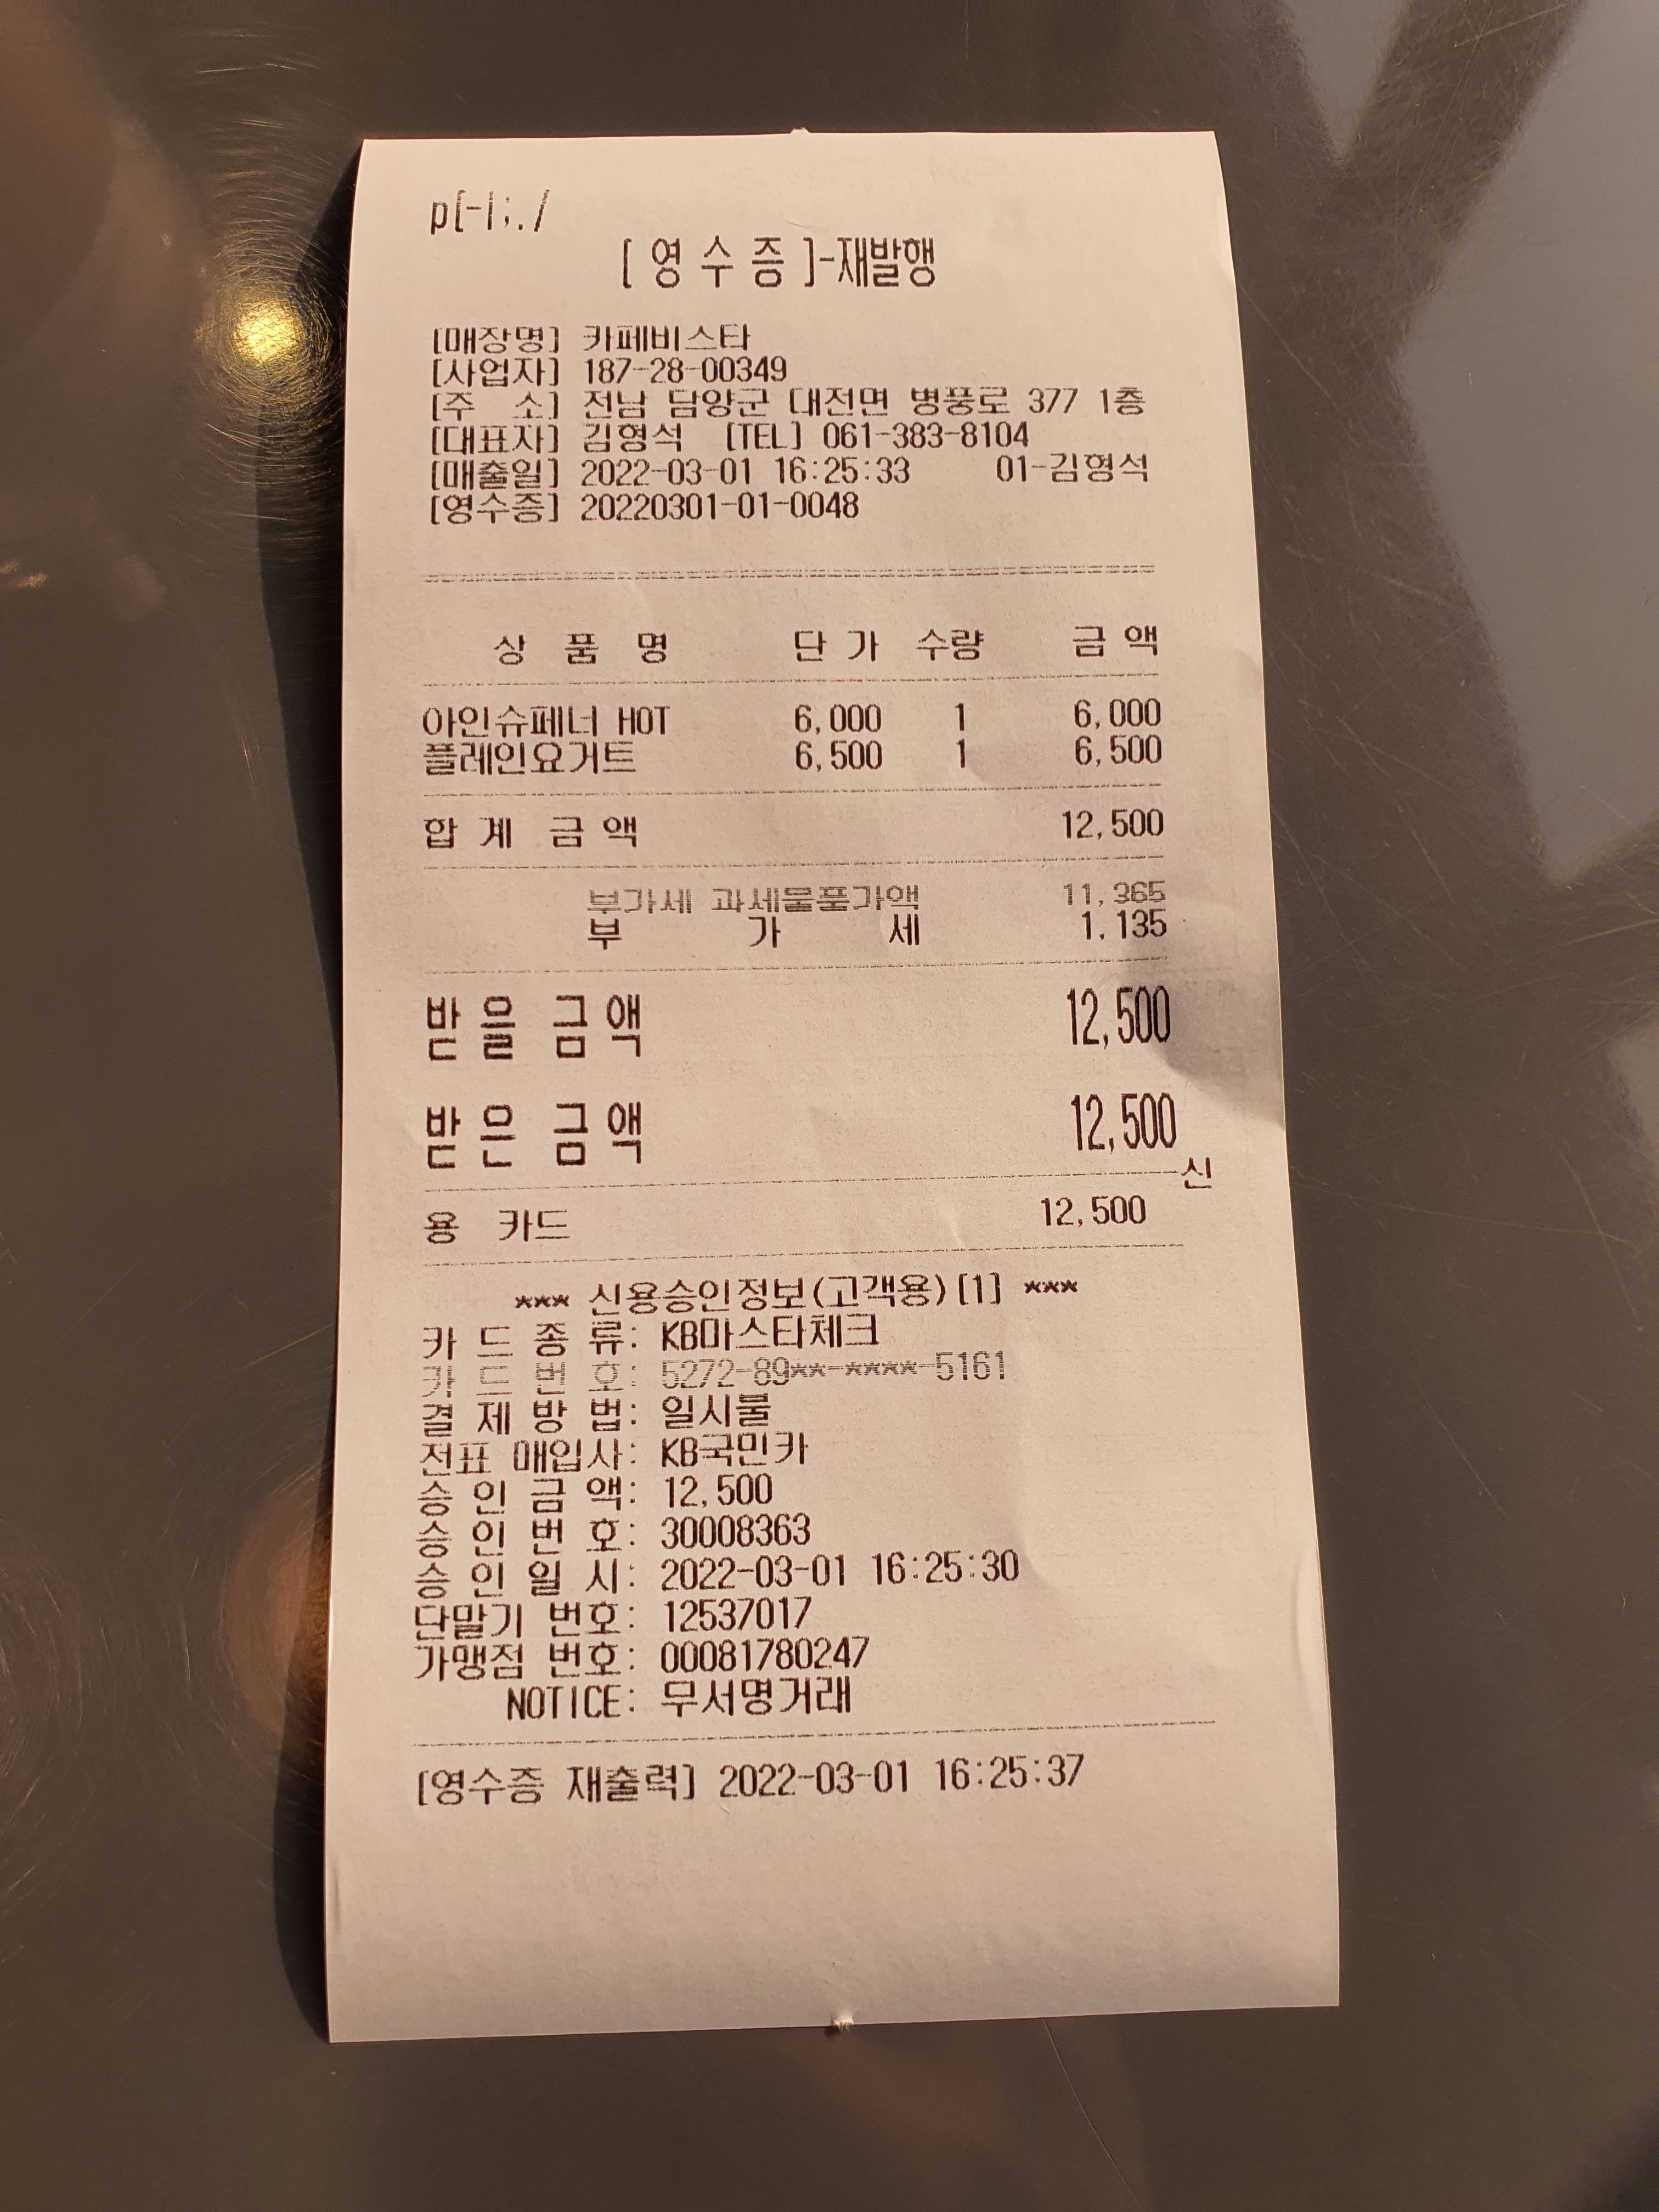 p[-|;./
[ 영 수 증 ]-재발행
[매장명] 카페비스타
[사업자] 187-28-00349
[주 소] 전남 담양군 대전면 병풍로 377 1층
[대표자] 김형석 [TEL] 061-383-8104
[매출일] 2022-03-01 16:25:33 01-김형석
[영수증] 20220301-01-0048
상 품 명 단 가 수량 금 액
아인슈페너 HOT 6,000 1 6,000
플레인요거트 6,500 1 6,500
합 계 금 액 12,500
부가세 과세물품가액 11,365
부 가 세 1,135
받 을 금 액 12,500
받 은 금 액 12,500
신
용 카드 12,500
*** 신용승인정보(고객용)[1] ***
카 드 종 류: KB마스타체크
카 드 번 호: 5272-89**-****-5161
결 제 방 법: 일시불
전표 매입사: KB국민카
승 인 금 액: 12,500
승 인 번 호: 30008363
승 인 일 시: 2022-03-01 16:25:30
단말기 번호: 12537017
가맹점 번호: 00081780247
NOTICE: 무서명거래
[영수증 재출력] 2022-03-01 16:25:37